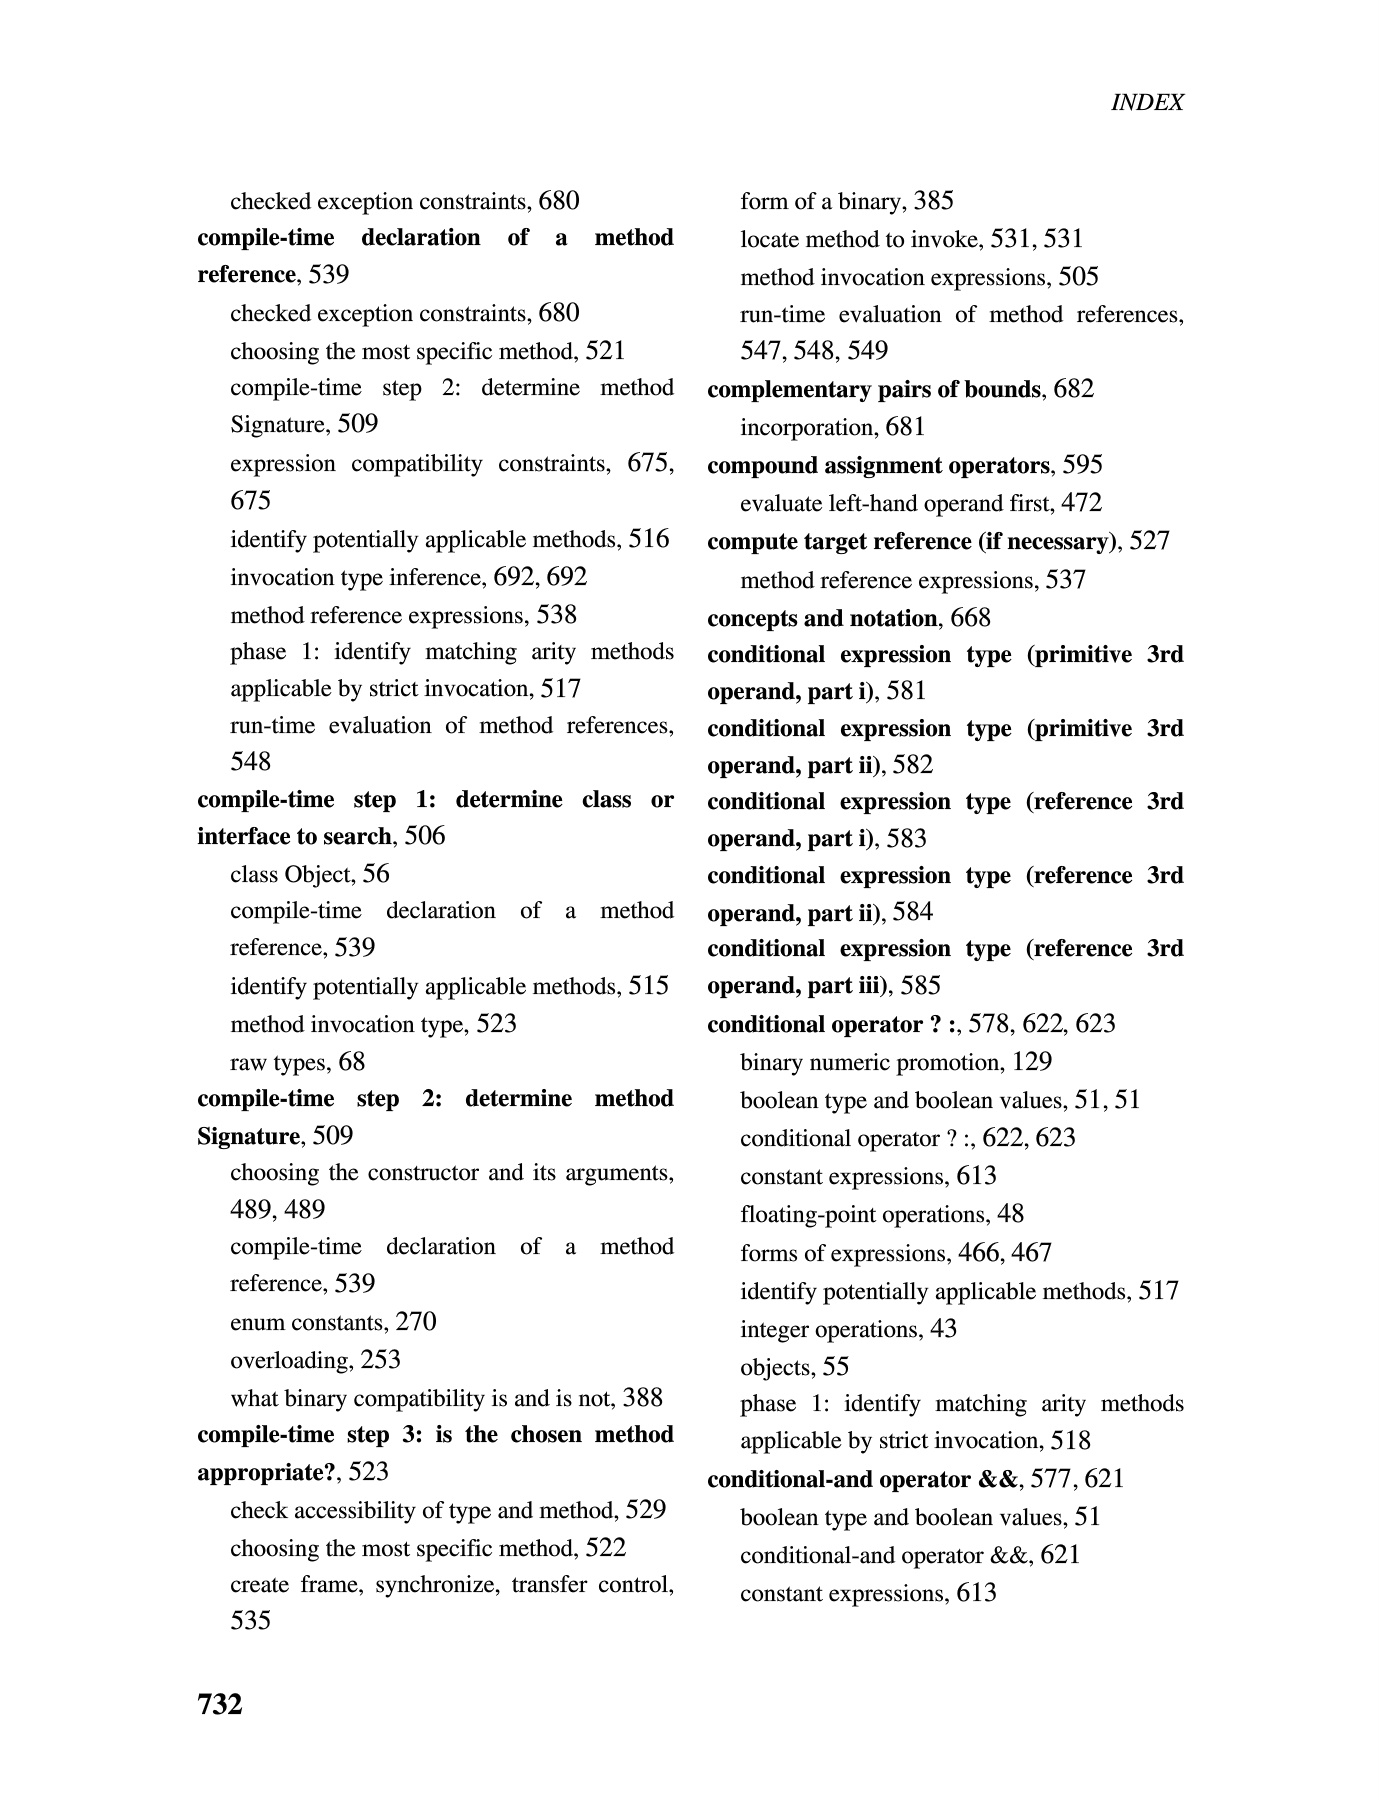 INDEX
checked exception constraints, 680
compile-time declaration of a method
reference, 539
checked exception constraints, 680
choosing the most specific method, 521
compile-time step 2: determine method
Signature, 509
expression compatibility constraints, 675,
675
identify potentially applicable methods, 516
invocation type inference, 692, 692
method reference expressions, 538
phase 1: identify matching arity methods
applicable by strict invocation, 517
run-time evaluation of method references,
548
compile-time step 1: determine class or
interface to search, 506
class Object, 56
compile-time declaration of a method
reference, 539
identify potentially applicable methods, 515
method invocation type, 523
raw types, 68
compile-time step 2: determine method
Signature, 509
choosing the constructor and its arguments,
489, 489
compile-time declaration of a method
reference, 539
enum constants, 270
overloading, 253
what binary compatibility is and is not, 388
compile-time step 3: is the chosen method
appropriate?, 523
check accessibility of type and method, 529
choosing the most specific method, 522
create frame, synchronize, transfer control,
535
form of a binary, 385
locate method to invoke, 531, 531
method invocation expressions, 505
run-time evaluation of method references,
547, 548, 549
complementary pairs of bounds, 682
incorporation, 681
compound assignment operators, 595
evaluate left-hand operand first, 472
compute target reference (if necessary), 527
method reference expressions, 537
concepts and notation, 668
conditional expression type (primitive 3rd
operand, part i), 581
conditional expression type (primitive 3rd
operand, part ii), 582
conditional expression type (reference 3rd
operand, part i), 583
conditional expression type (reference 3rd
operand, part ii), 584
conditional expression type (reference 3rd
operand, part iii), 585
conditional operator ? :, 578, 622, 623
binary numeric promotion, 129
boolean type and boolean values, 51, 51
conditional operator ? :, 622, 623
constant expressions, 613
floating-point operations, 48
forms of expressions, 466, 467
identify potentially applicable methods, 517
integer operations, 43
objects, 55
phase 1: identify matching arity methods
applicable by strict invocation, 518
conditional-and operator &&, 577, 621
boolean type and boolean values, 51
conditional-and operator &&, 621
constant expressions, 613
732